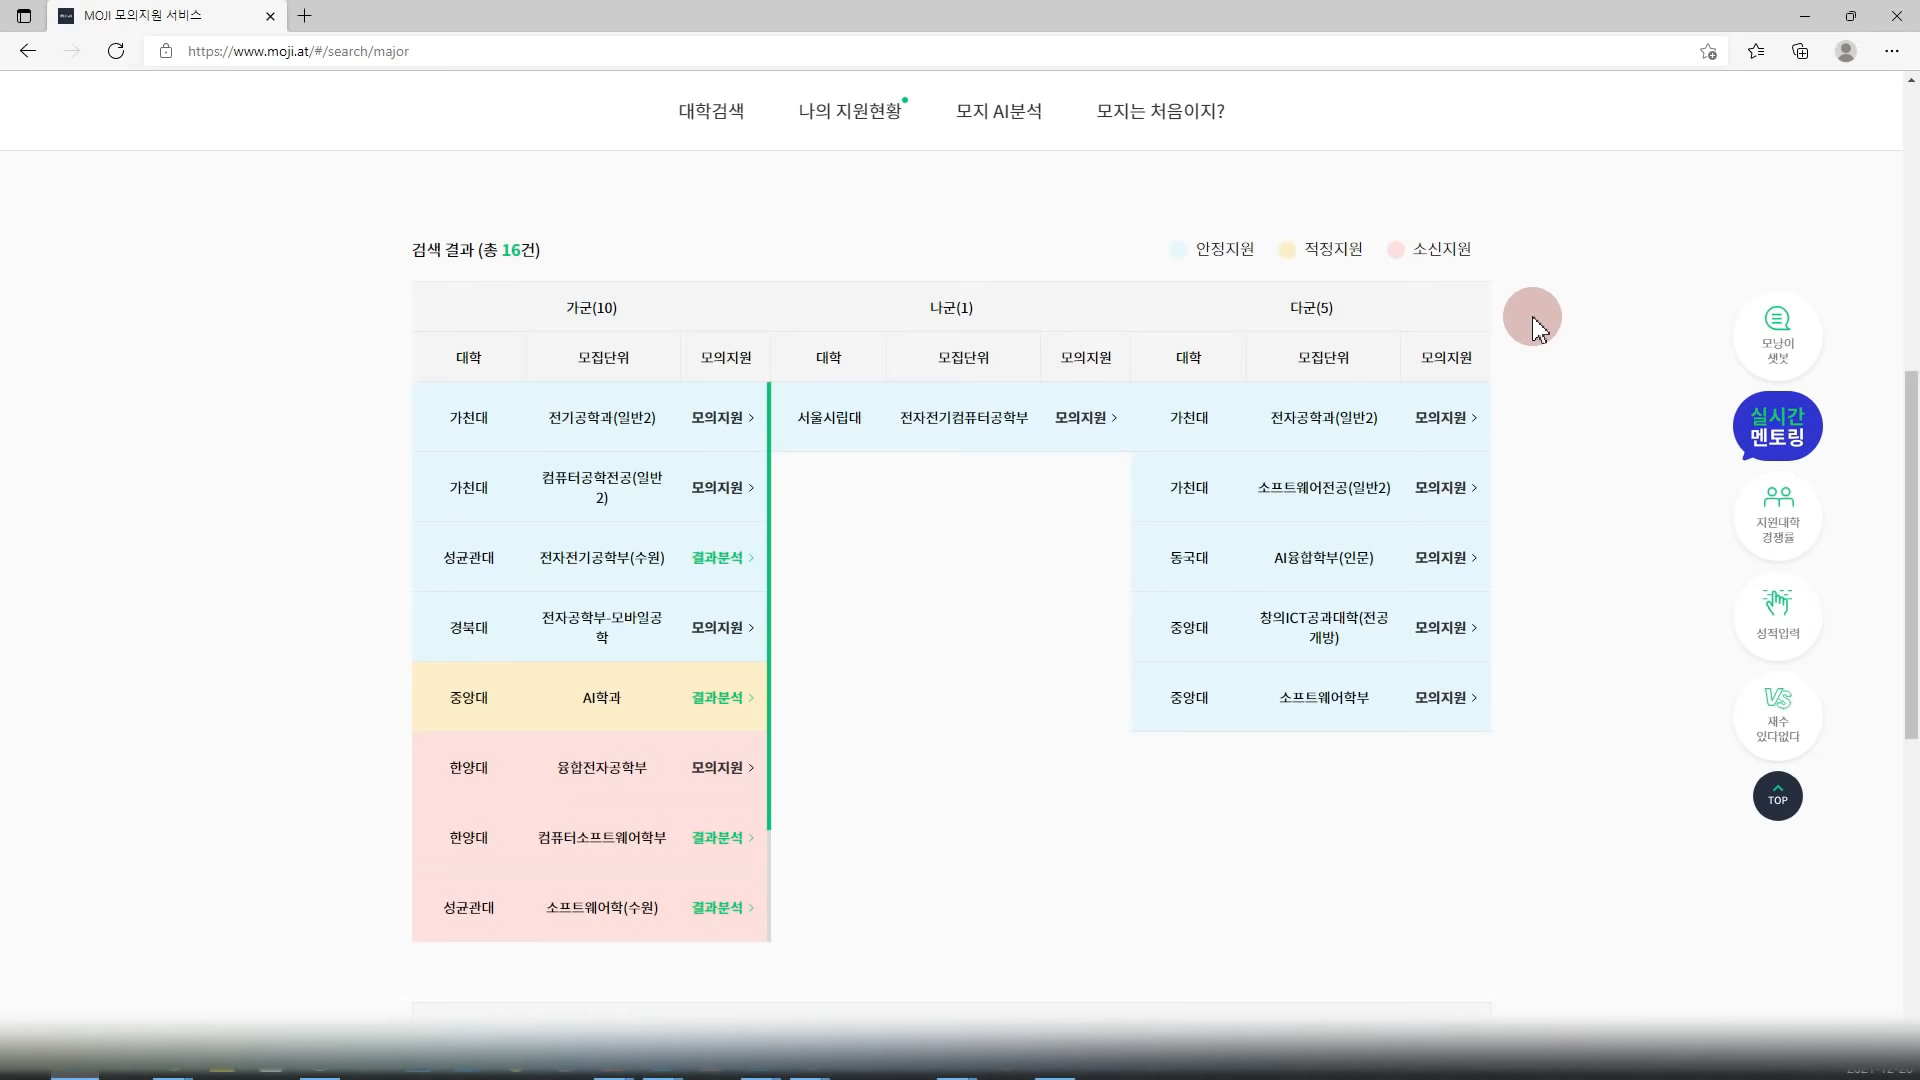 MOJI 모의지원 서비스
https://www.moji.at/#/search/major
대학검색 나의 지원현황 모지 AI분석 모지는 처음이지?
검색 결과 (총 16건) 안정지원 적정지원 소신지원
가군(10) 나군(1) 다군(5)
대학 모집단위 모의지원 대학 모집단위 모의지원 대학 모집단위 모의지원
가천대 전기공학과(일반2) 모의지원 > 서울시립대 전자전기컴퓨터공학부 모의지원 > 가천대 전자공학과(일반2) 모의지원 >
가천대 컴퓨터공학전공(일반
2) 모의지원 > 가천대 소프트웨어전공(일반2) 모의지원 >
성균관대 전자전기공학부(수원) 결과분석 > 동국대 AI융합학부(인문) 모의지원 >
경북대 전자공학부-모바일공
학 모의지원 > 중앙대 창의ICT공과대학(전공
개방) 모의지원 >
중앙대 AI학과 결과분석 > 중앙대 소프트웨어학부 모의지원 >
한양대 융합전자공학부 모의지원 >
한양대 컴퓨터소프트웨어학부 결과분석 >
성균관대 소프트웨어학(수원) 결과분석 >
모냥이
챗봇
실시간
멘토링
지원대학
경쟁률
성적입력
VS
재수
있다없다
TOP